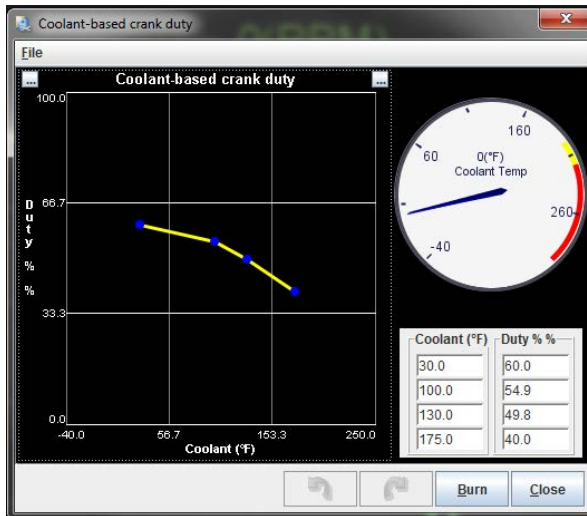 Coolant-based crank duty
File
...
Coolant-based crank duty
...
100.0
66.7
33.3
0.0
Duty % %
-40.0
56.7
153.3
250.0
Coolant (°F)
160
60
0(°F)
Coolant Temp
260
-40
Coolant (°F)
Duty % %
30.0
60.0
100.0
54.9
130.0
49.8
175.0
40.0
Burn
Close